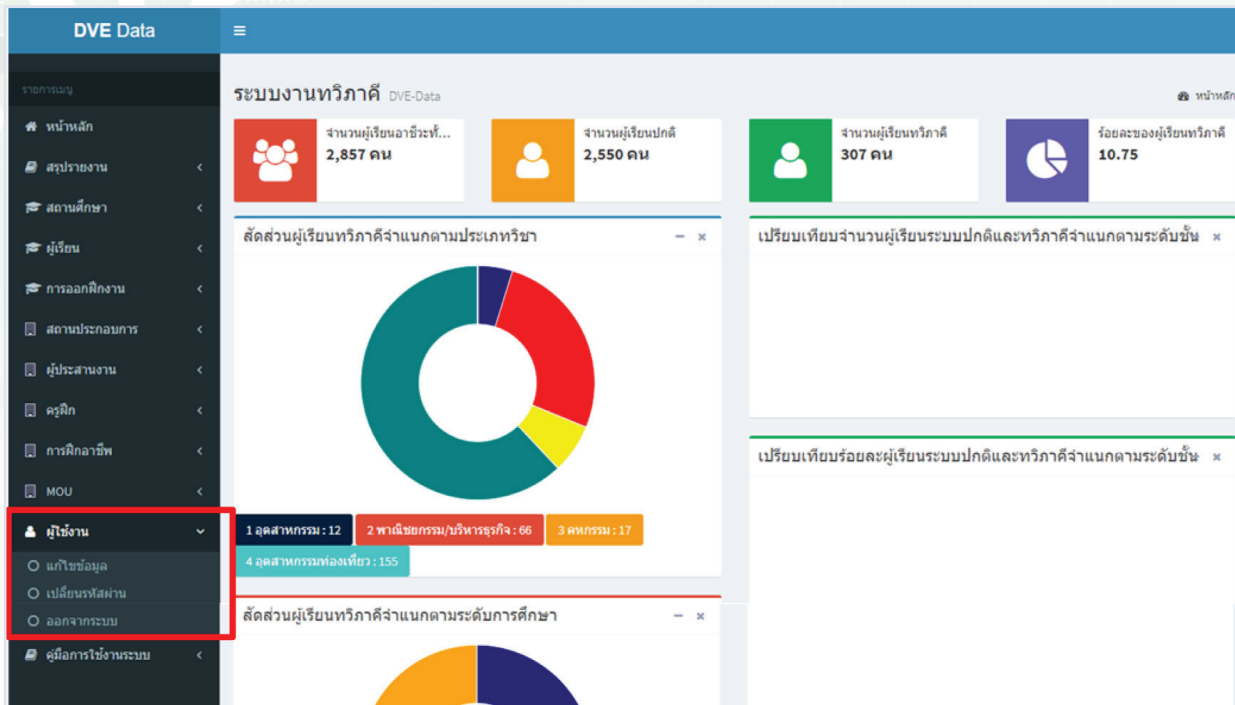 DVE Data
รายการเมนู
หน้าหลัก
สรุปรายงาน
สถานศึกษา
ผู้เรียน
การออกฝึกงาน
สถานประกอบการ
ผู้ประสานงาน
ครูฝึก
การฝึกอาชีพ
MOU
ผู้ใช้งาน
แก้ไขข้อมูล
เปลี่ยนรหัสผ่าน
ออกจากระบบ
คู่มือการใช้งานระบบ
ระบบงานทวิภาคี DVE-Data
หน้าหลัก
จำนวนผู้เรียนอาชีวะทั้...
2,857 คน
จำนวนผู้เรียนปกติ
2,550 คน
จำนวนผู้เรียนทวิภาคี
307 คน
ร้อยละของผู้เรียนทวิภาคี
10.75
สัดส่วนผู้เรียนทวิภาคีจำแนกตามประเภทวิชา
1 อุตสาหกรรม : 12
2 พาณิชยกรรม/บริหารธุรกิจ : 66
3 คหกรรม : 17
4 อุตสาหกรรมท่องเที่ยว : 155
สัดส่วนผู้เรียนทวิภาคีจำแนกตามระดับการศึกษา
เปรียบเทียบจำนวนผู้เรียนระบบปกติและทวิภาคีจำแนกตามระดับชั้น
เปรียบเทียบร้อยละผู้เรียนระบบปกติและทวิภาคีจำแนกตามระดับชั้น